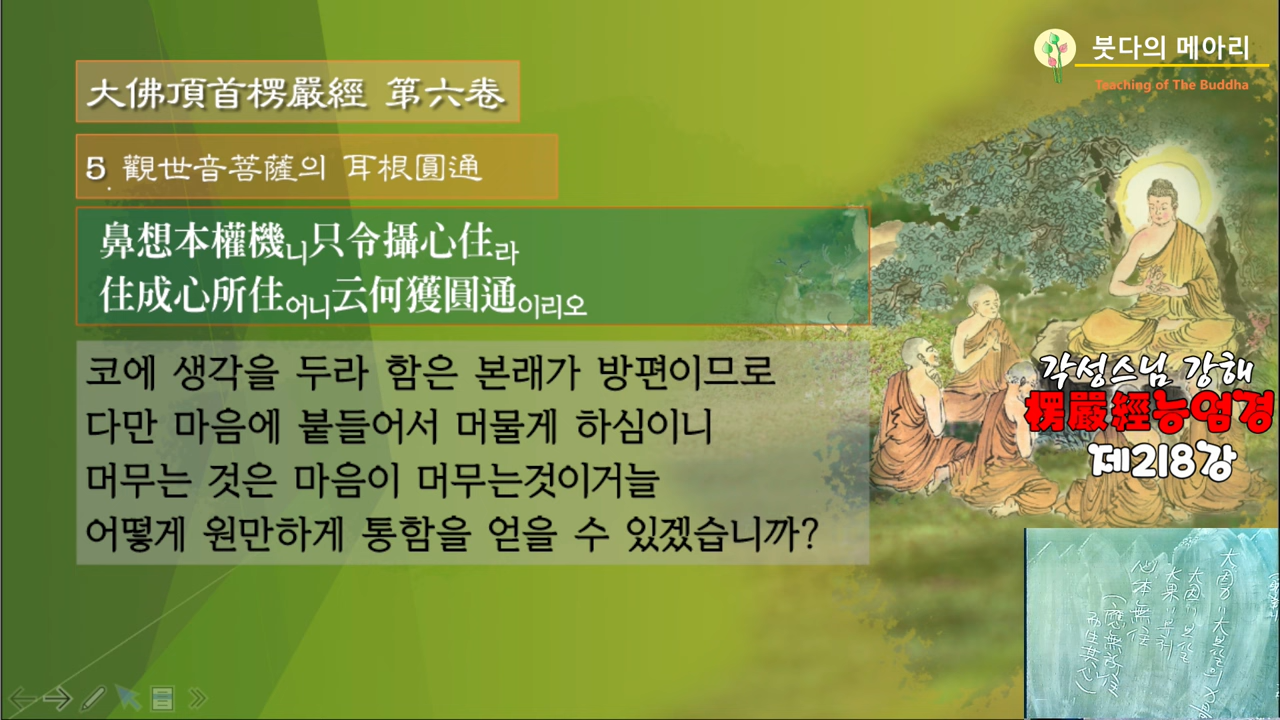 붓다의 메아리
Teaching of The Buddha
大佛頂首楞嚴經 第六卷
5. 觀世音菩薩의 耳根圓通
鼻想本權機니只令攝心住라
住成心所住어니云何獲圓通이리오
코에 생각을 두라 함은 본래가 방편이므로
다만 마음에 붙들어서 머물게 하심이니
머무는 것은 마음이 머무는것이거늘
어떻게 원만하게 통함을 얻을 수 있겠습니까?
각성스님 강해
楞嚴經능엄경
제218강
心本無住